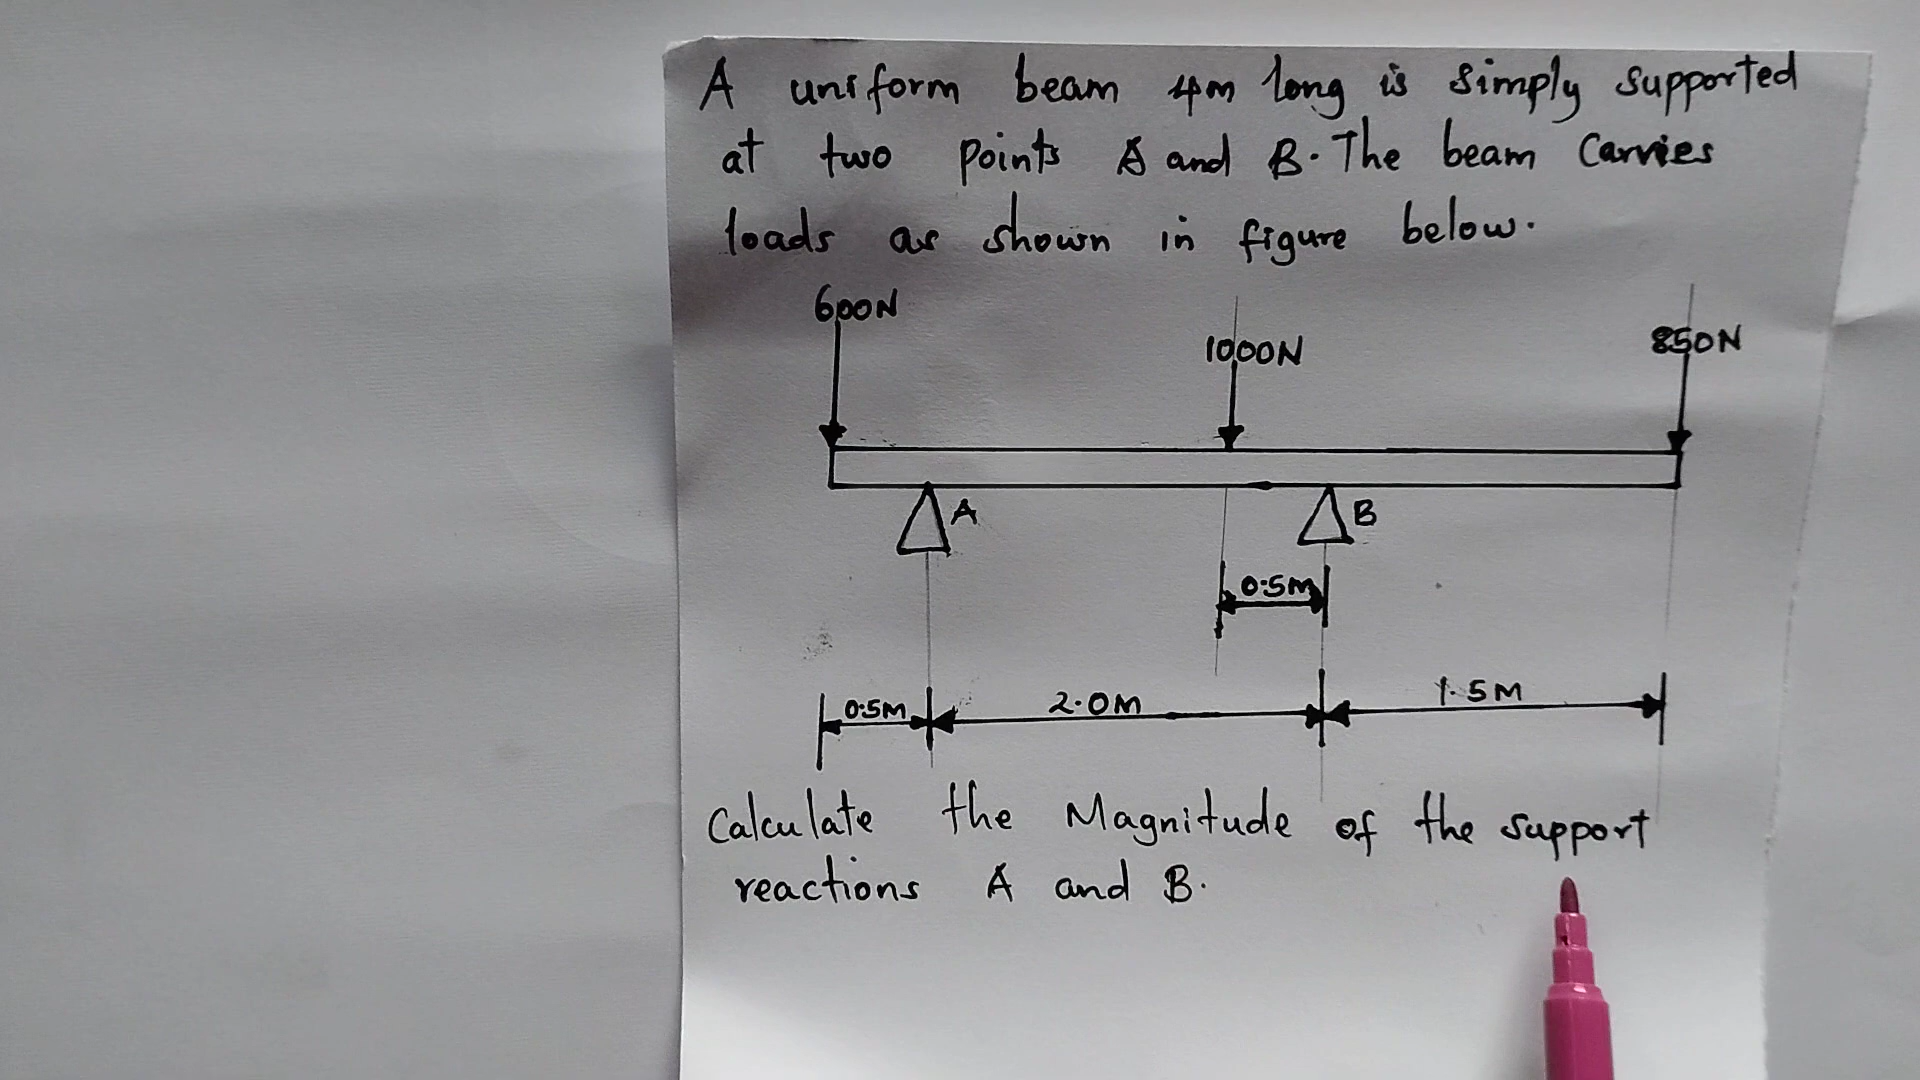 A uniform beam 4m long is simply supported
at two points A and B. The beam Carries
loads as shown in figure below.
600N
1000N
850N
A
B
0.5M
0.5M
2.0M
1.5M
Calculate the Magnitude of the support
reactions A and B.